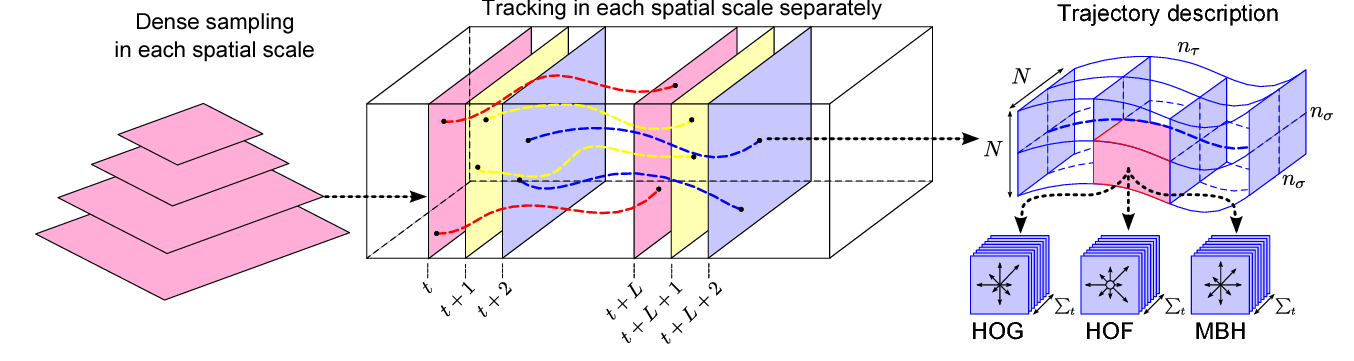 Dense sampling
in each spatial scale
Tracking in each spatial scale separately
Trajectory description
t
t + 1
t + 2
t + L
t + L + 1
t + L + 2
N
N
n_τ
n_σ
n_σ
Σ_t
Σ_t
Σ_t
HOG
HOF
MBH